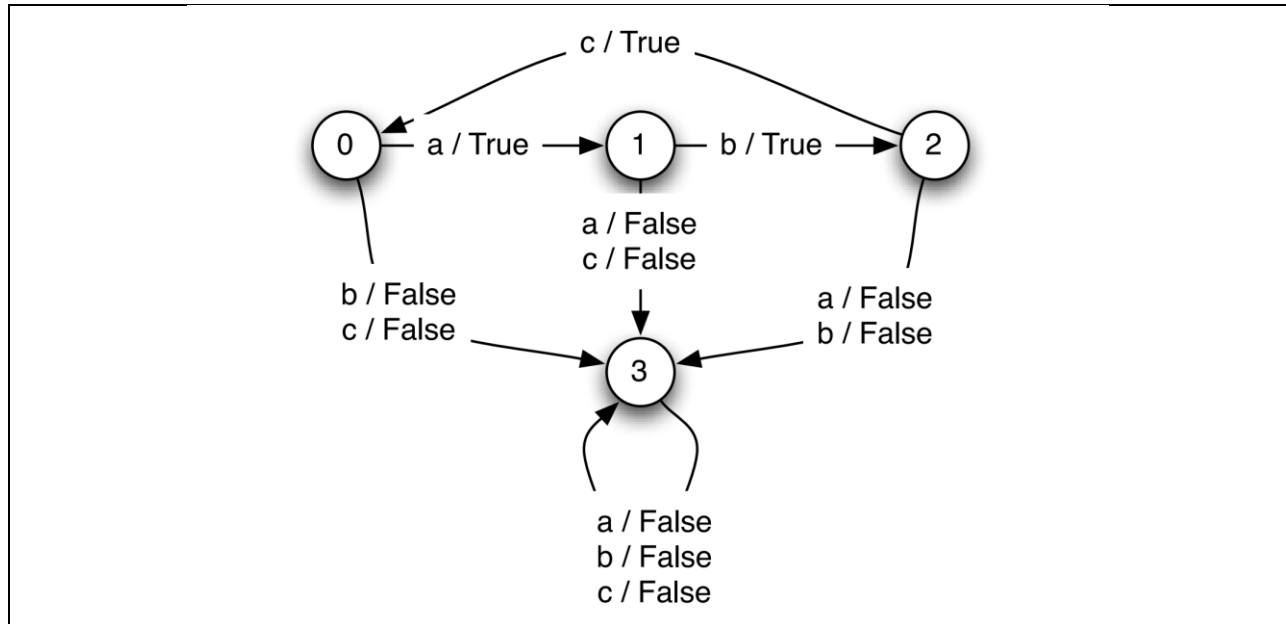 c / True
0
a / True
1
b / True
2
a / False
c / False
b / False
c / False
a / False
b / False
3
a / False
b / False
c / False